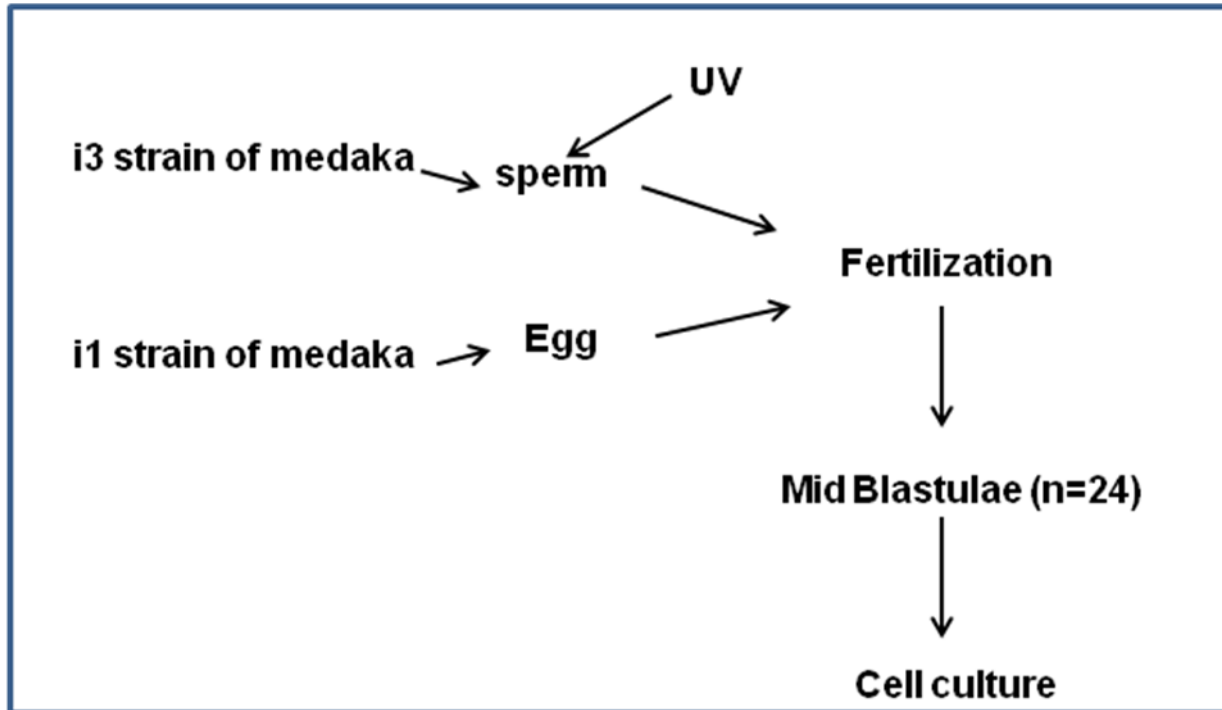 UV
i3 strain of medaka
sperm
Fertilization
i1 strain of medaka
Egg
Mid Blastulae (n=24)
Cell culture